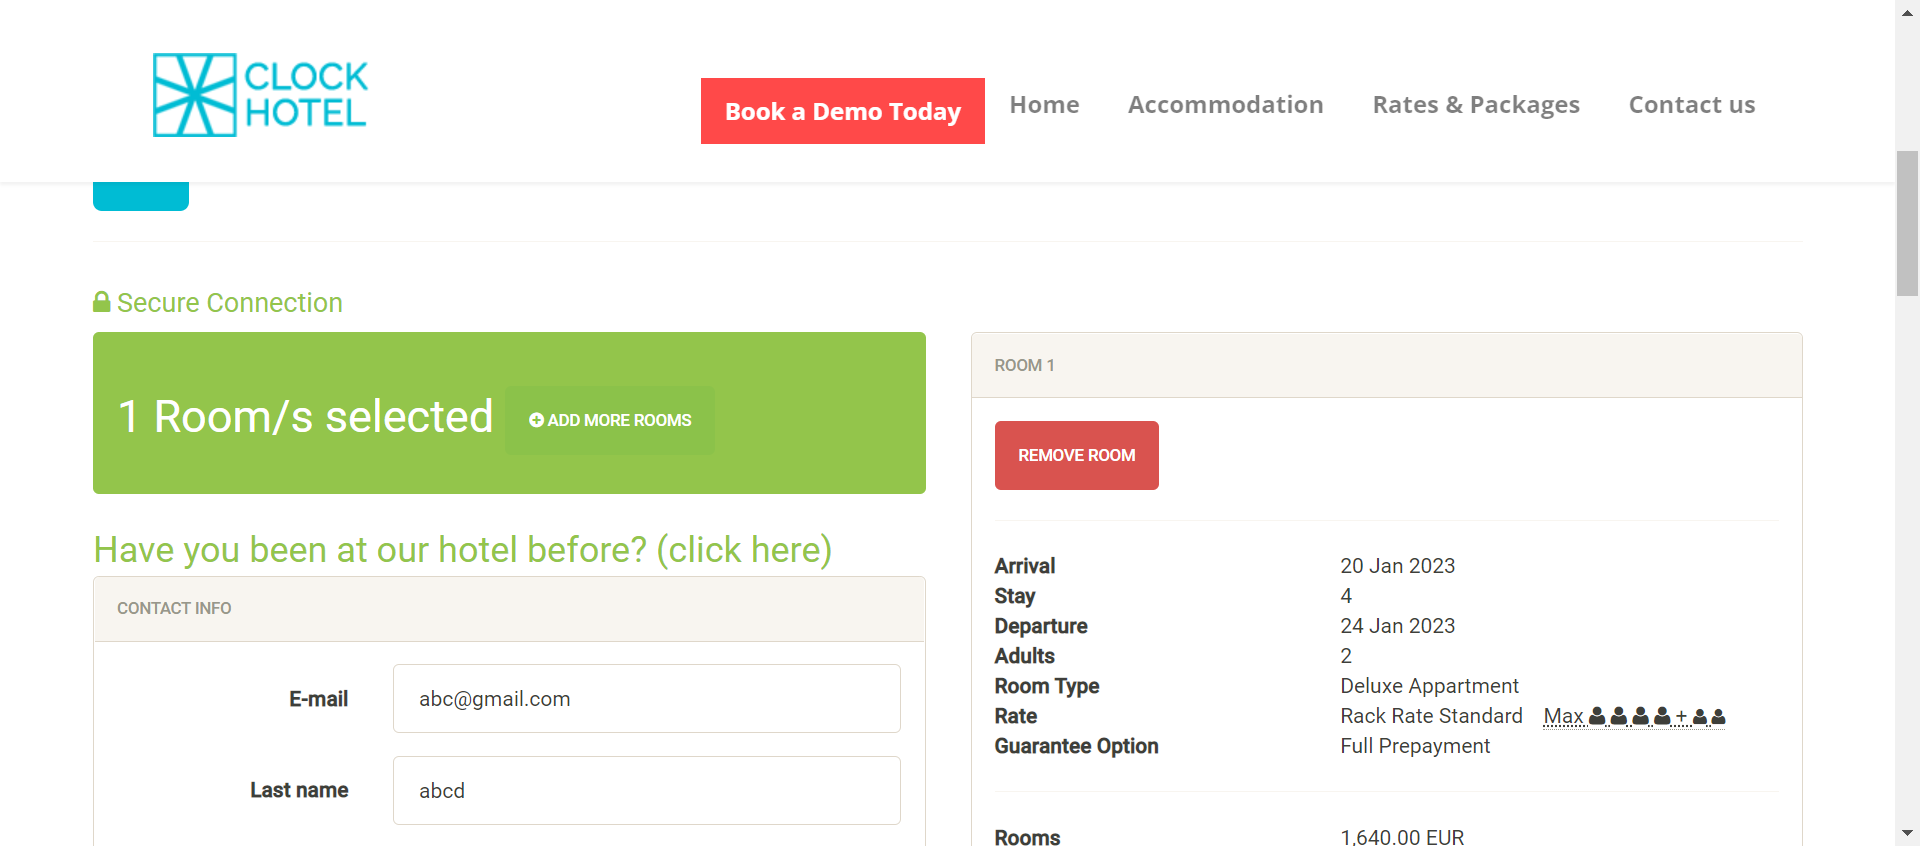 CLOCK
HOTEL
Book a Demo Today
Home
Accommodation
Rates & Packages
Contact us
Secure Connection
1 Room/s selected
ADD MORE ROOMS
Have you been at our hotel before? (click here)
CONTACT INFO
E-mail
abc@gmail.com
Last name
abcd
ROOM 1
REMOVE ROOM
Arrival 20 Jan 2023
Stay 4
Departure 24 Jan 2023
Adults 2
Room Type Deluxe Appartment
Rate Rack Rate Standard Max +
Guarantee Option Full Prepayment
Rooms 1,640.00 EUR